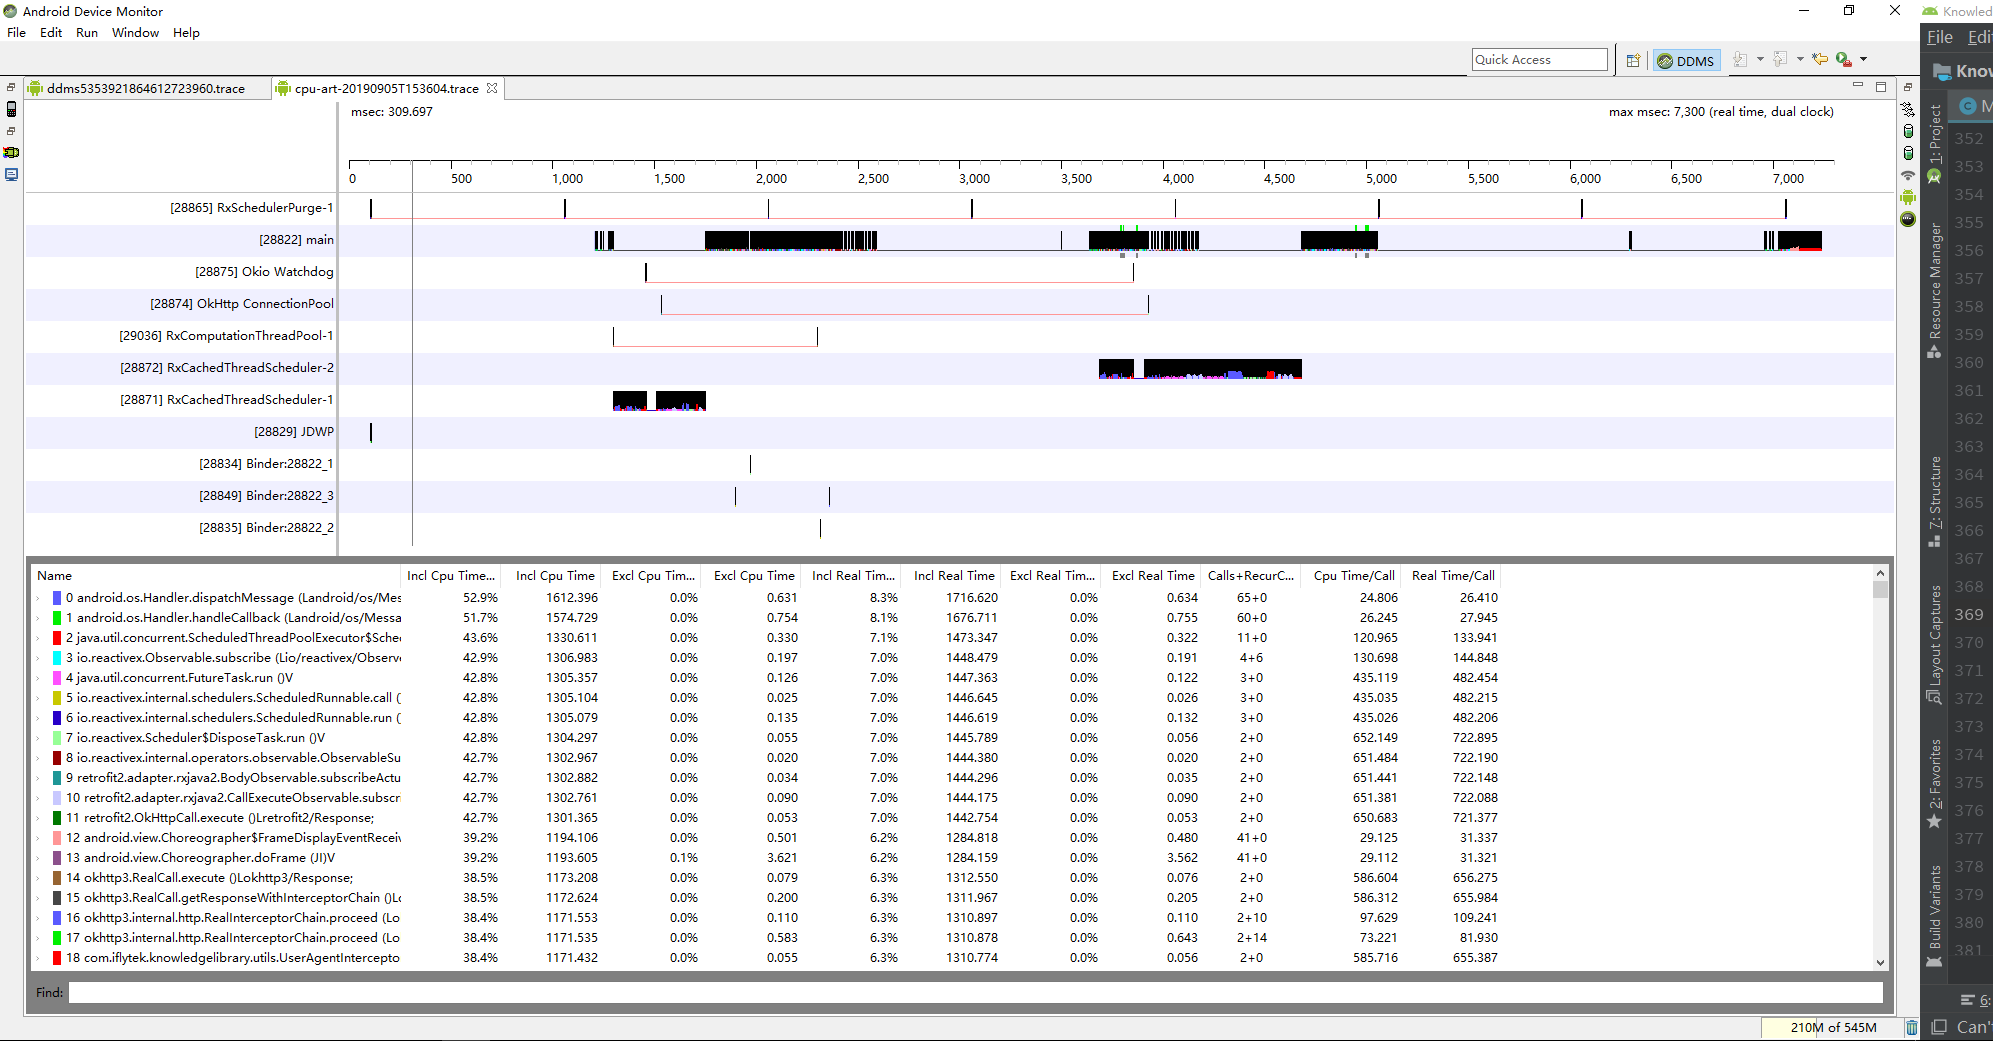 Android Device Monitor
File Edit Run Window Help
Quick Access
DDMS
ddms5353921864612723960.trace
cpu-art-20190905T153604.trace
msec: 309.697
max msec: 7,300 (real time, dual clock)
0 500 1,000 1,500 2,000 2,500 3,000 3,500 4,000 4,500 5,000 5,500 6,000 6,500 7,000
[28865] RxSchedulerPurge-1
[28822] main
[28875] Okio Watchdog
[28874] OkHttp ConnectionPool
[29036] RxComputationThreadPool-1
[28872] RxCachedThreadScheduler-2
[28871] RxCachedThreadScheduler-1
[28829] JDWP
[28834] Binder:28822_1
[28849] Binder:28822_3
[28835] Binder:28822_2
Name Incl Cpu Time... Incl Cpu Time Excl Cpu Tim... Excl Cpu Time Incl Real Tim... Incl Real Time Excl Real Tim... Excl Real Time Calls+RecurC... Cpu Time/Call Real Time/Call
0 android.os.Handler.dispatchMessage (Landroid/os/Mes 52.9% 1612.396 0.0% 0.631 8.3% 1716.620 0.0% 0.634 65+0 24.806 26.410
1 android.os.Handler.handleCallback (Landroid/os/Messa 51.7% 1574.729 0.0% 0.754 8.1% 1676.711 0.0% 0.755 60+0 26.245 27.945
2 java.util.concurrent.ScheduledThreadPoolExecutor$Sche 43.6% 1330.611 0.0% 0.330 7.1% 1473.347 0.0% 0.322 11+0 120.965 133.941
3 io.reactivex.Observable.subscribe (Lio/reactivex/Observ 42.9% 1306.983 0.0% 0.197 7.0% 1448.479 0.0% 0.191 4+6 130.698 144.848
4 java.util.concurrent.FutureTask.run ()V 42.8% 1305.357 0.0% 0.126 7.0% 1447.363 0.0% 0.122 3+0 435.119 482.454
5 io.reactivex.internal.schedulers.ScheduledRunnable.call ( 42.8% 1305.104 0.0% 0.025 7.0% 1446.645 0.0% 0.026 3+0 435.035 482.215
6 io.reactivex.internal.schedulers.ScheduledRunnable.run ( 42.8% 1305.079 0.0% 0.135 7.0% 1446.619 0.0% 0.132 3+0 435.026 482.206
7 io.reactivex.Scheduler$DisposeTask.run ()V 42.8% 1304.297 0.0% 0.055 7.0% 1445.789 0.0% 0.056 2+0 652.149 722.895
8 io.reactivex.internal.operators.observable.ObservableSu 42.7% 1302.967 0.0% 0.020 7.0% 1444.380 0.0% 0.020 2+0 651.484 722.190
9 retrofit2.adapter.rxjava2.BodyObservable.subscribeActu 42.7% 1302.882 0.0% 0.034 7.0% 1444.296 0.0% 0.035 2+0 651.441 722.148
10 retrofit2.adapter.rxjava2.CallExecuteObservable.subscr 42.7% 1302.761 0.0% 0.090 7.0% 1444.175 0.0% 0.090 2+0 651.381 722.088
11 retrofit2.OkHttpCall.execute ()Lretrofit2/Response; 42.7% 1301.365 0.0% 0.053 7.0% 1442.754 0.0% 0.053 2+0 650.683 721.377
12 android.view.Choreographer$FrameDisplayEventReceiv 39.2% 1194.106 0.0% 0.501 6.2% 1284.818 0.0% 0.480 41+0 29.125 31.337
13 android.view.Choreographer.doFrame (JI)V 39.2% 1193.605 0.1% 3.621 6.2% 1284.159 0.0% 3.562 41+0 29.112 31.321
14 okhttp3.RealCall.execute ()Lokhttp3/Response; 38.5% 1173.208 0.0% 0.079 6.3% 1312.550 0.0% 0.076 2+0 586.604 656.275
15 okhttp3.RealCall.getResponseWithInterceptorChain ()Lo 38.5% 1172.624 0.0% 0.200 6.3% 1311.967 0.0% 0.205 2+0 586.312 655.984
16 okhttp3.internal.http.RealInterceptorChain.proceed (Lo 38.4% 1171.553 0.0% 0.110 6.3% 1310.897 0.0% 0.110 2+10 97.629 109.241
17 okhttp3.internal.http.RealInterceptorChain.proceed (Lo 38.4% 1171.535 0.0% 0.583 6.3% 1310.878 0.0% 0.643 2+14 73.221 81.930
18 com.iflytek.knowledgelibrary.utils.UserAgentIntercepto 38.4% 1171.432 0.0% 0.055 6.3% 1310.774 0.0% 0.056 2+0 585.716 655.387
Find:
210M of 545M
Knowled
File Edi
Know
M
1: Project
Resource Manager
7: Structure
Layout Captures
2: Favorites
Build Variants
352
353
354
355
356
357
358
359
360
361
362
363
364
365
366
367
368
369
370
371
372
373
374
375
376
377
378
379
380
381
6:
Can't